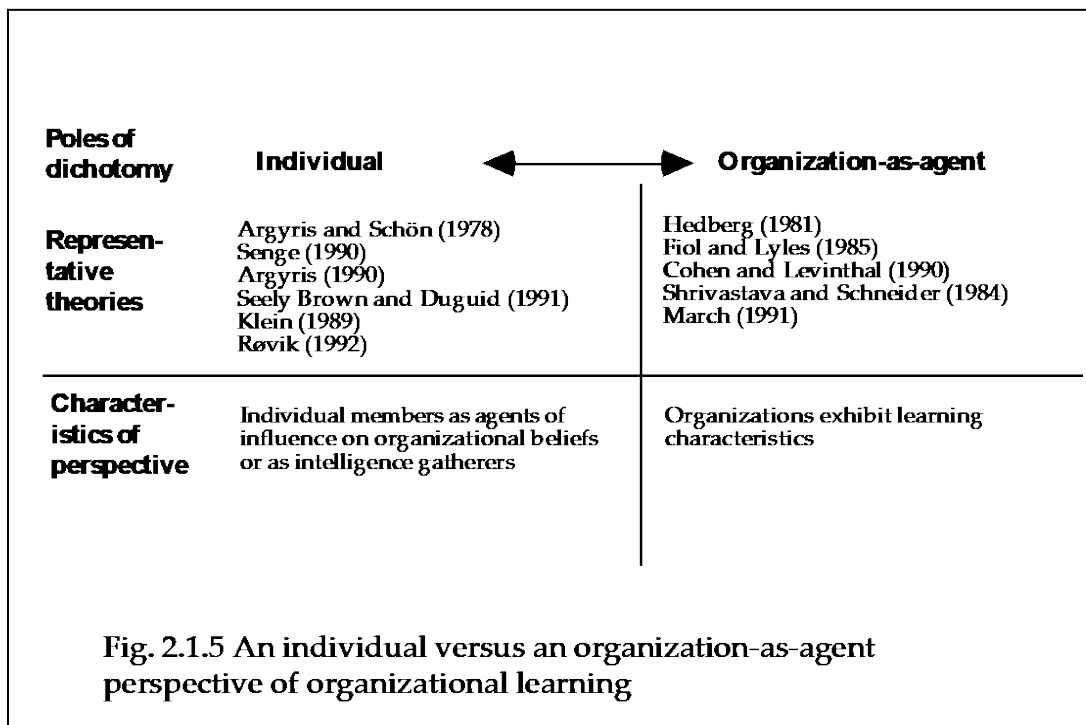 Poles of
dichotomy
Individual
Organization-as-agent
Represen-
tative
theories
Argyris and Schön (1978)
Senge (1990)
Argyris (1990)
Seely Brown and Duguid (1991)
Klein (1989)
Røvik (1992)
Hedberg (1981)
Fiol and Lyles (1985)
Cohen and Levinthal (1990)
Shrivastava and Schneider (1984)
March (1991)
Character-
istics of
perspective
Individual members as agents of
influence on organizational beliefs
or as intelligence gatherers
Organizations exhibit learning
characteristics
Fig. 2.1.5 An individual versus an organization-as-agent
perspective of organizational learning